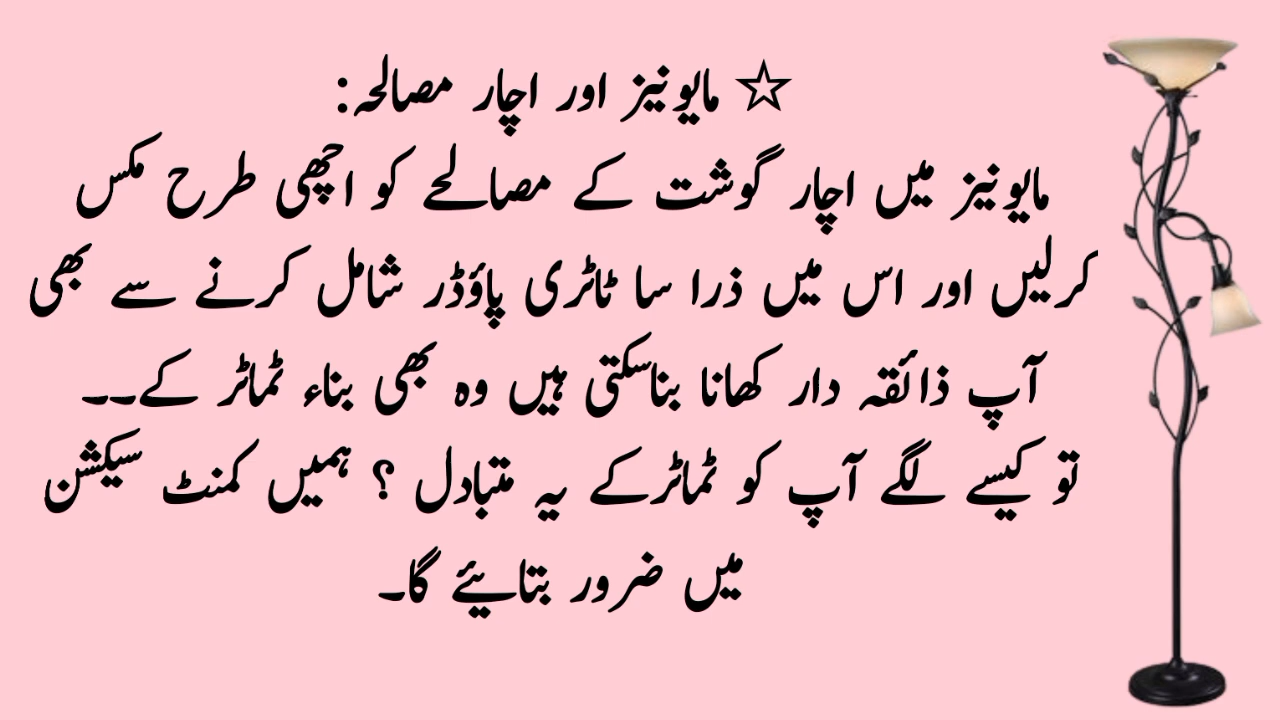 ☆ مایونیز اور اچار مصالحہ:
مایونیز میں اچار گوشت کے مصالحے کو اچھی طرح مکس
کرلیں اور اس میں ذرا سا ٹاٹری پاؤڈر شامل کرنے سے بھی
آپ ذائقہ دار کھانا بناسکتی ہیں وہ بھی بناء ٹماٹر کے۔۔
تو کیسے لگے آپ کو ٹماٹرکے یہ متبادل ؟ ہمیں کمنٹ سیکشن
میں ضرور بتایئے گا۔